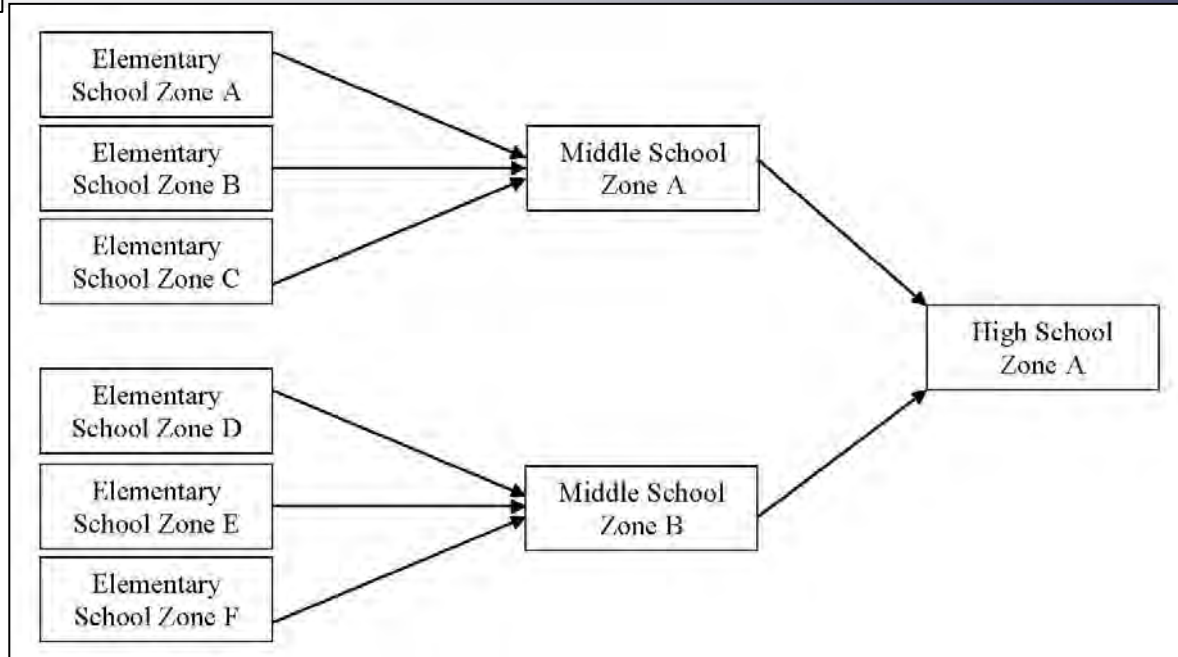 Elementary
School Zone A
Elementary
School Zone B
Elementary
School Zone C
Middle School
Zone A
High School
Zone A
Elementary
School Zone D
Elementary
School Zone E
Elementary
School Zone F
Middle School
Zone B